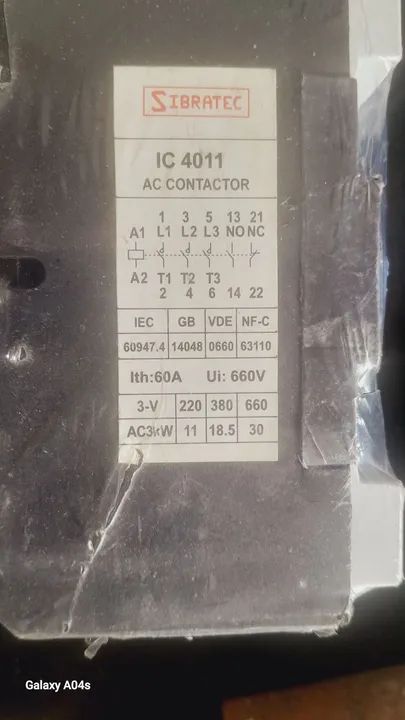 SIBRATEC
IC 4011
AC CONTACTOR
1 3 5 13 21
A1 L1 L2 L3 NO NC
A2 T1 T2 T3
2 4 6 14 22
IEC GB VDE NF-C
60947.4 14048 0660 63110
Ith:60A Ui: 660V
3-V 220 380 660
AC3kW 11 18.5 30
Galaxy A04s